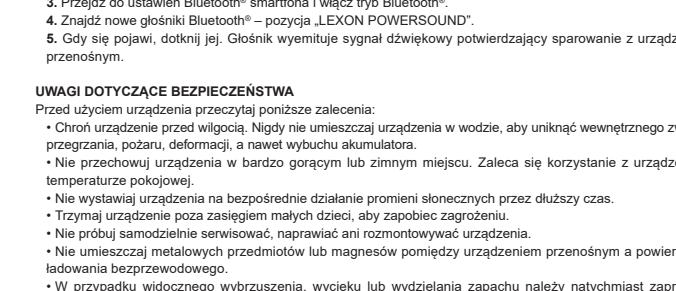 3. Przejdź do ustawień Bluetooth® smartfona i włącz tryb Bluetooth®.
4. Znajdź nowe głośniki Bluetooth® – pozycja „LEXON POWERSOUND”.
5. Gdy się pojawi, dotknij jej. Głośnik wyemituje sygnał dźwiękowy potwierdzający sparowanie z
przenośnym.
UWAGI DOTYCZĄCE BEZPIECZEŃSTWA
Przed użyciem urządzenia przeczytaj poniższe zalecenia:
• Chroń urządzenie przed wilgocią. Nigdy nie umieszczaj urządzenia w wodzie, aby uniknąć wewnętrznego
przegrzania, pożaru, deformacji, a nawet wybuchu akumulatora.
• Nie przechowuj urządzenia w bardzo gorącym lub zimnym miejscu. Zaleca się korzystanie z
temperaturze pokojowej.
• Nie wystawiaj urządzenia na bezpośrednie działanie promieni słonecznych przez dłuższy czas.
• Trzymaj urządzenie poza zasięgiem małych dzieci, aby zapobiec zagrożeniu.
• Nie próbuj samodzielnie serwisować, naprawiać ani rozmontowywać urządzenia.
• Nie umieszczaj metalowych przedmiotów lub magnesów pomiędzy urządzeniem przenośnym a
ładowania bezprzewodowego.
• W przypadku widocznego wybrzuszenia, wycieku lub wydzielania zapachu należy natychmiast